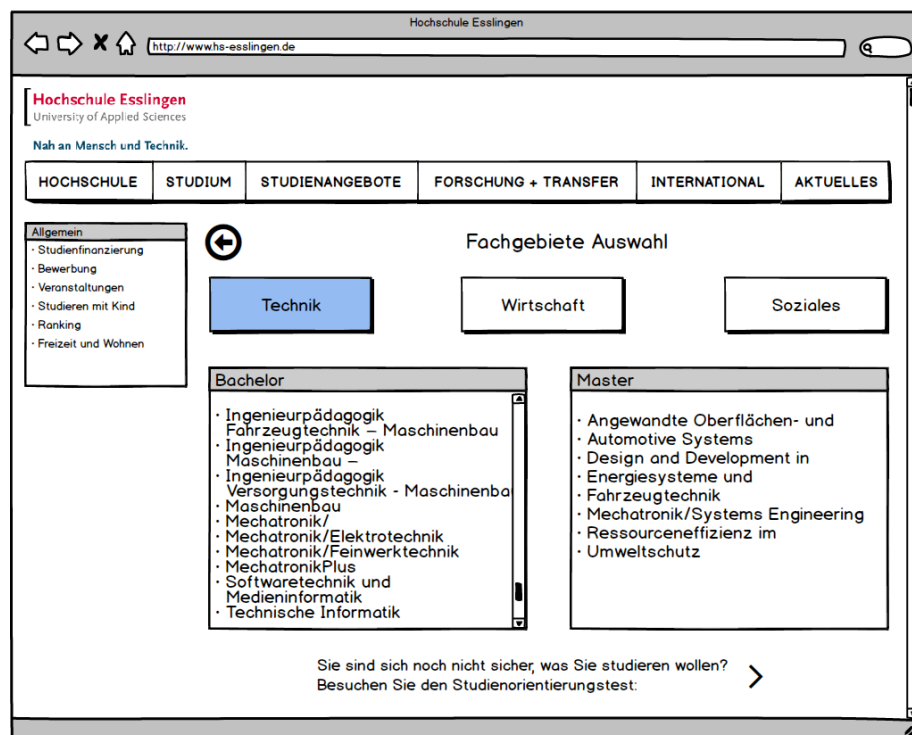 Hochschule Esslingen
http://www.hs-esslingen.de
Hochschule Esslingen
University of Applied Sciences
Nah an Mensch und Technik.
HOCHSCHULE STUDIUM STUDIENANGEBOTE FORSCHUNG + TRANSFER INTERNATIONAL AKTUELLES
Allgemein
· Studienfinanzierung
· Bewerbung
· Veranstaltungen
· Studieren mit Kind
· Ranking
· Freizeit und Wohnen
Fachgebiete Auswahl
Technik Wirtschaft Soziales
Bachelor
· Ingenieurpädagogik
Fahrzeugtechnik – Maschinenbau
· Ingenieurpädagogik
Maschinenbau –
· Ingenieurpädagogik
Versorgungstechnik - Maschinenba
· Maschinenbau
· Mechatronik/
· Mechatronik/Elektrotechnik
· Mechatronik/Feinwerktechnik
· MechatronikPlus
· Softwaretechnik und
Medieninformatik
· Technische Informatik
Master
· Angewandte Oberflächen- und
· Automotive Systems
· Design and Development in
· Energiesysteme und
· Fahrzeugtechnik
· Mechatronik/Systems Engineering
· Ressourceneffizienz im
· Umweltschutz
Sie sind sich noch nicht sicher, was Sie studieren wollen?
Besuchen Sie den Studienorientierungstest: